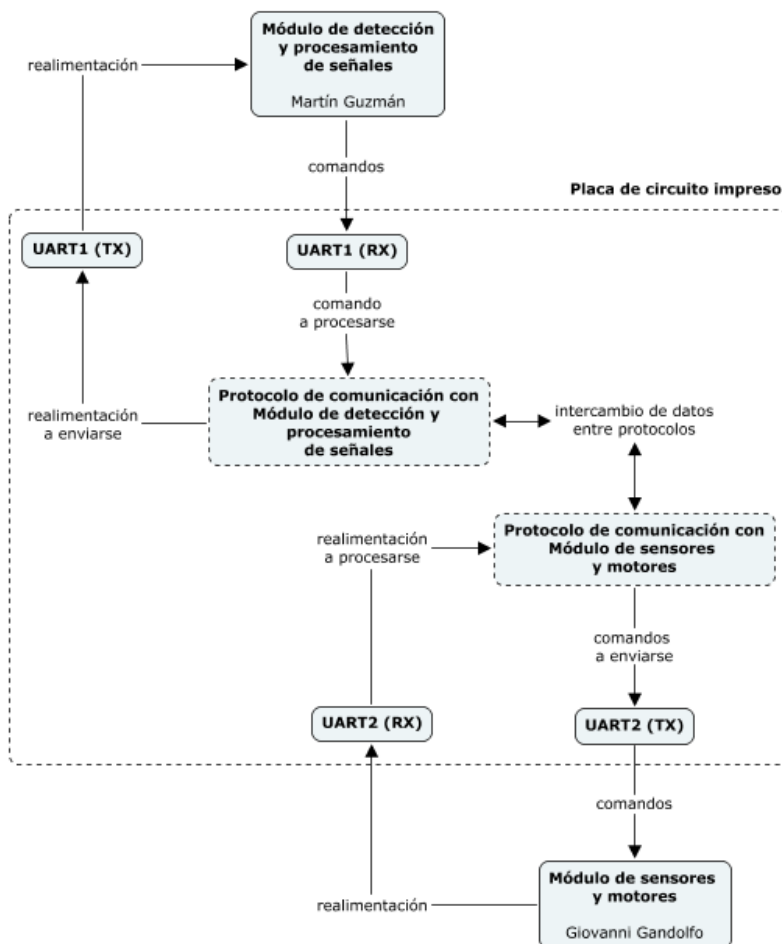 Módulo de detección
y procesamiento
de señales
Martín Guzmán
realimentación
comandos
Placa de circuito impreso
UART1 (TX)
UART1 (RX)
comando
a procesarse
realimentación
a enviarse
Protocolo de comunicación con
Módulo de detección y
procesamiento
de señales
intercambio de datos
entre protocolos
Protocolo de comunicación con
Módulo de sensores
y motores
realimentación
a procesarse
comandos
a enviarse
UART2 (RX)
UART2 (TX)
comandos
Módulo de sensores
y motores
Giovanni Gandolfo
realimentación